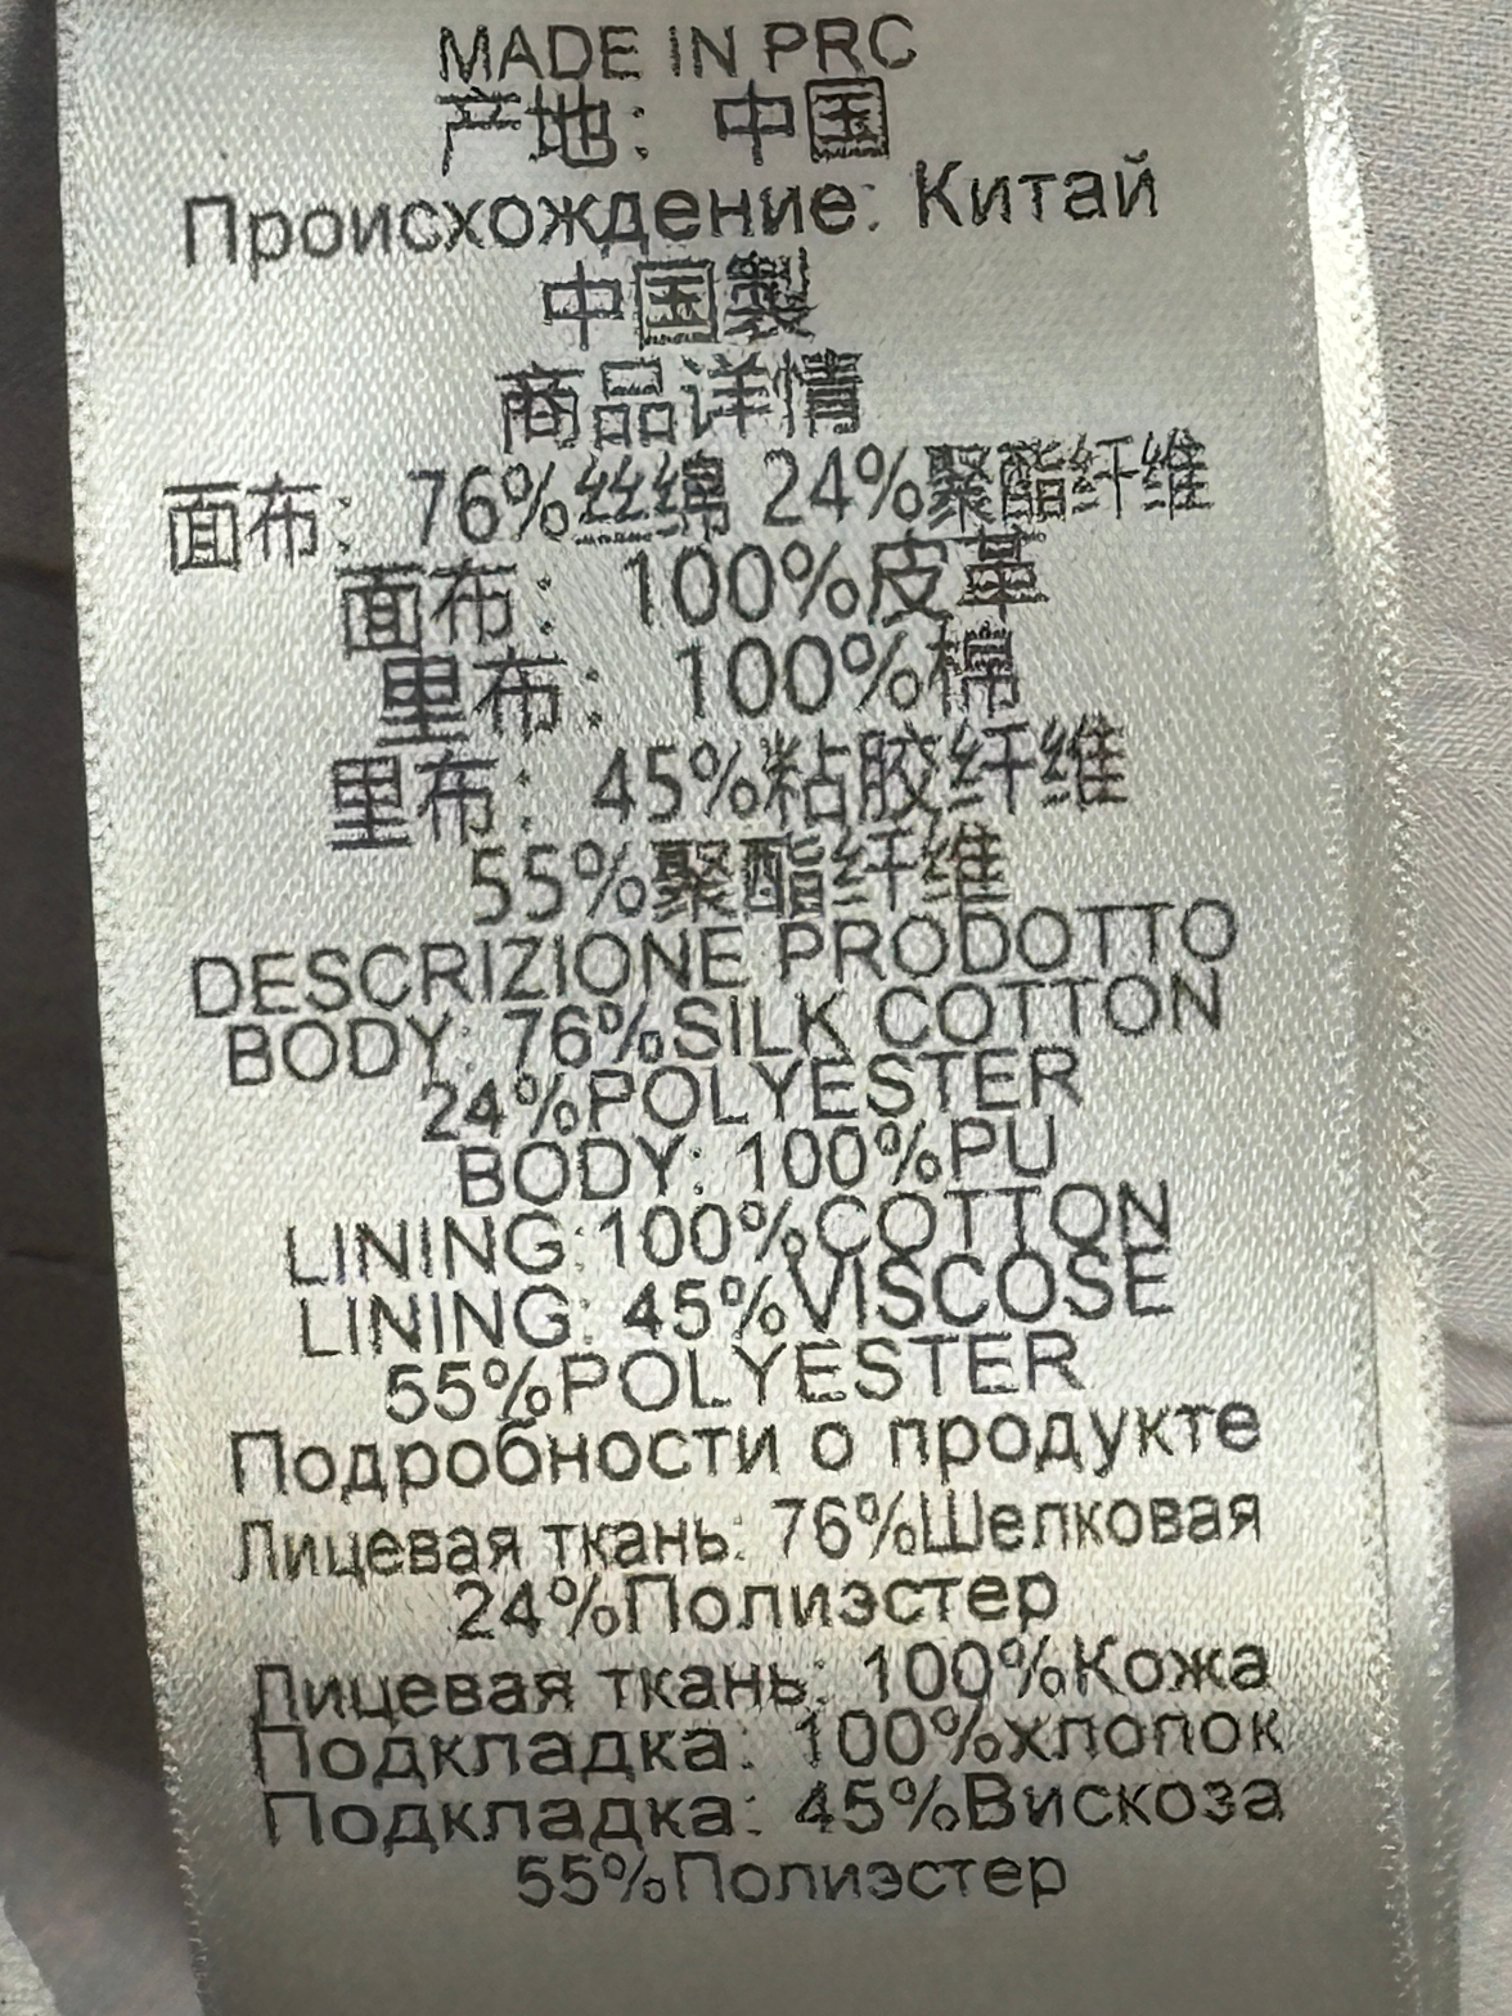 MADE IN PRC
产地：中国
Происхождение: Китай
中国製
商品详情
面布：76%丝绵 24%聚酯纤维
面布：100%皮革
里布：100%棉
里布：45%粘胶纤维
55%聚酯纤维
DESCRIZIONE PRODOTTO
BODY: 76%SILK COTTON
24%POLYESTER
BODY: 100%PU
LINING:100%COTTON
LINING: 45%VISCOSE
55%POLYESTER
Подробности о продукте
Лицевая ткань: 76%Шелковая
24%Полиэстер
Лицевая ткань: 100%Кожа
Подкладка: 100%хлопок
Подкладка: 45%Вискоза
55%Полиэстер